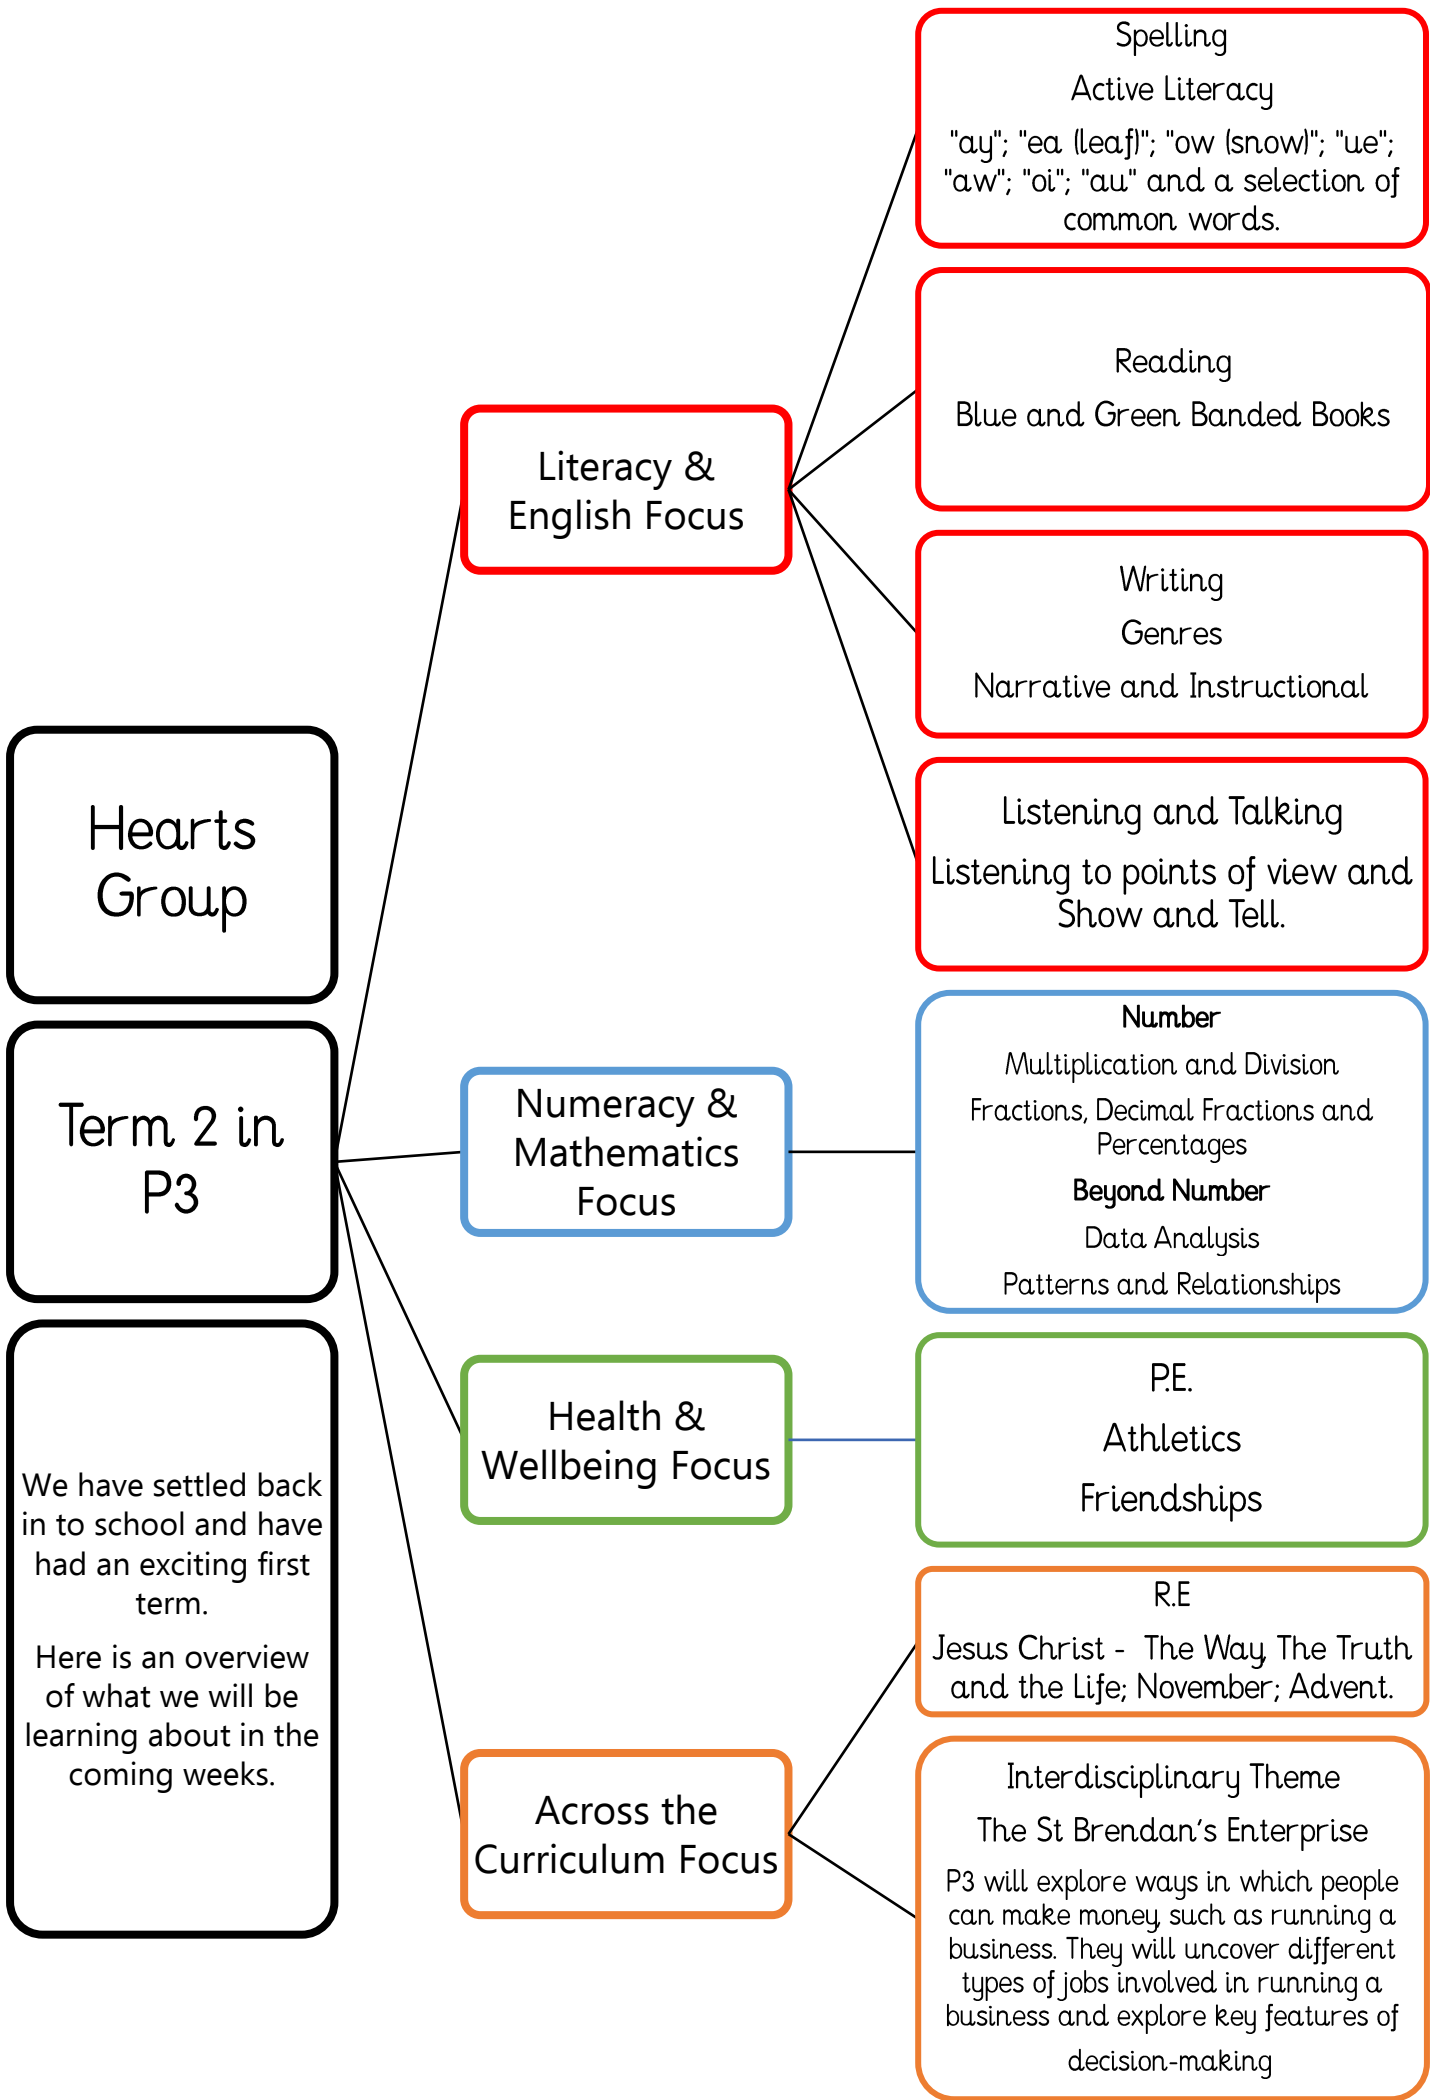 Hearts
Group
Term 2 in
P3
We have settled back
in to school and have
had an exciting first
term.
Here is an overview
of what we will be
learning about in the
coming weeks.
Literacy &
English Focus
Spelling
Active Literacy
"ay"; "ea (leaf)"; "ow (snow)"; "ue";
"aw"; "oi"; "au" and a selection of
common words.
Reading
Blue and Green Banded Books
Writing
Genres
Narrative and Instructional
Listening and Talking
Listening to points of view and
Show and Tell.
Numeracy &
Mathematics
Focus
Number
Multiplication and Division
Fractions, Decimal Fractions and
Percentages
Beyond Number
Data Analysis
Patterns and Relationships
Health &
Wellbeing Focus
P.E.
Athletics
Friendships
Across the
Curriculum Focus
R.E
Jesus Christ - The Way, The Truth
and the Life; November; Advent.
Interdisciplinary Theme
The St Brendan's Enterprise
P3 will explore ways in which people
can make money, such as running a
business. They will uncover different
types of jobs involved in running a
business and explore key features of
decision-making